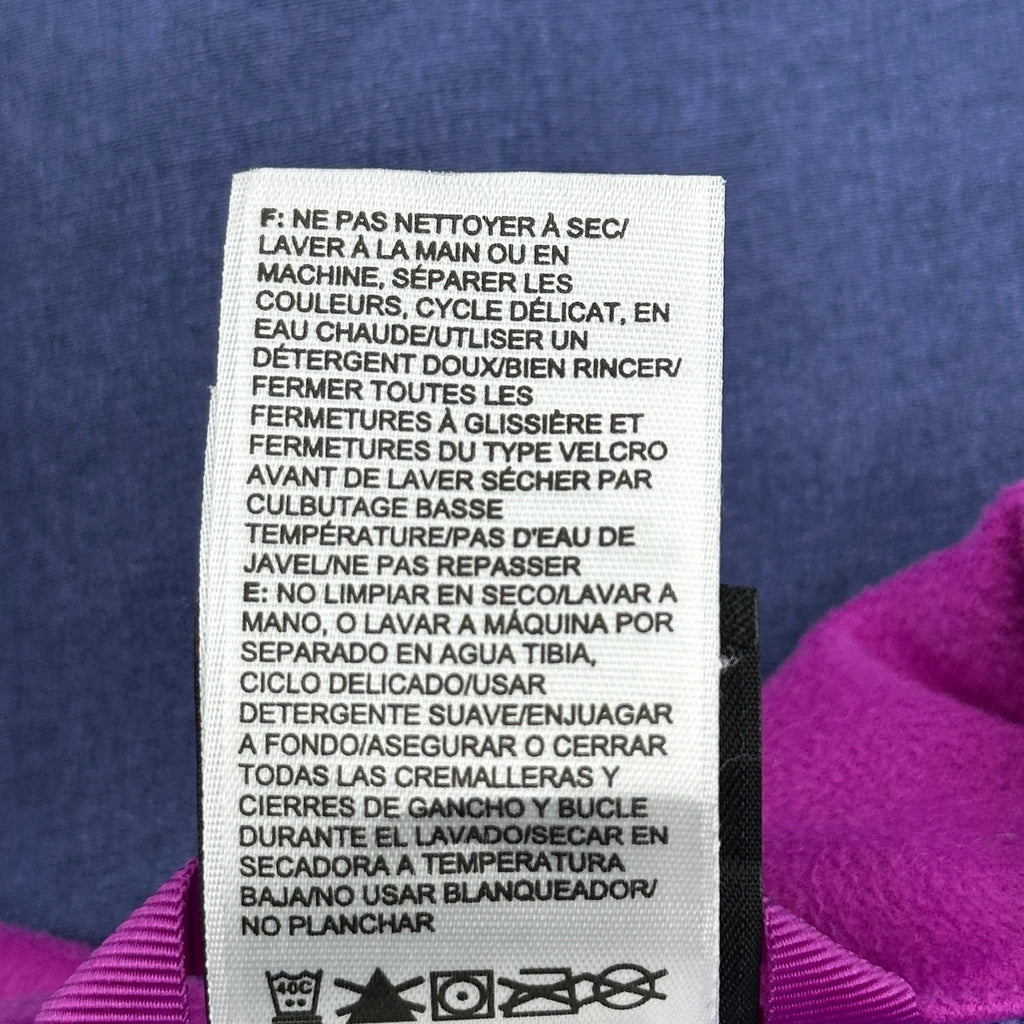 F: NE PAS NETTOYER À SEC/
LAVER À LA MAIN OU EN
MACHINE, SÉPARER LES
COULEURS, CYCLE DÉLICAT, EN
EAU CHAUDE/UTLISER UN
DÉTERGENT DOUX/BIEN RINCER/
FERMER TOUTES LES
FERMETURES À GLISSIÈRE ET
FERMETURES DU TYPE VELCRO
AVANT DE LAVER SÉCHER PAR
CULBUTAGE BASSE
TEMPÉRATURE/PAS D'EAU DE
JAVEL/NE PAS REPASSER
E: NO LIMPIAR EN SECO/LAVAR A
MANO, O LAVAR A MÁQUINA POR
SEPARADO EN AGUA TIBIA,
CICLO DELICADO/USAR
DETERGENTE SUAVE/ENJUAGAR
A FONDO/ASEGURAR O CERRAR
TODAS LAS CREMALLERAS Y
CIERRES DE GANCHO Y BUCLE
DURANTE EL LAVADO/SECAR EN
SECADORA A TEMPERATURA
BAJA/NO USAR BLANQUEADOR/
NO PLANCHAR
40C